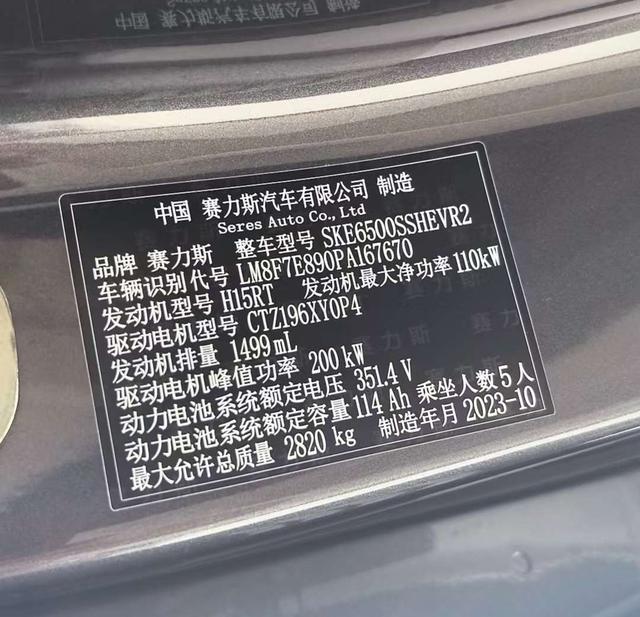 中国 赛力斯汽车有限公司 制造
Seres Auto Co., Ltd
品牌 赛力斯 整车型号 SKE6500SSHEVR2
车辆识别代号 LM8F7E890PA167670
发动机型号 H15RT 发动机最大净功率 110kW
驱动电机型号 CTZ196XY0P4
发动机排量 1499mL
驱动电机峰值功率 200kW
动力电池系统额定电压 351.4V
动力电池系统额定容量 114Ah 乘坐人数 5人
最大允许总质量 2820kg 制造年月 2023-10